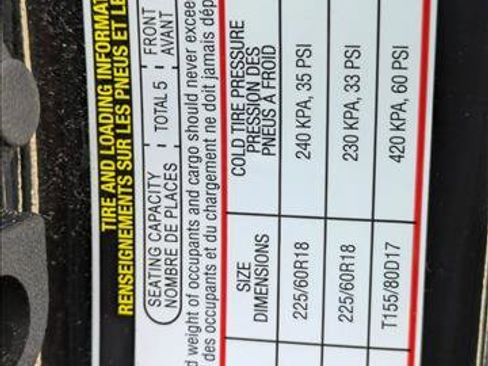 TIRE AND LOADING INFORMAT
RENSEIGNEMENTS SUR LES PNEUS ET LE
SEATING CAPACITY
NOMBRE DE PLACES
TOTAL 5
FRONT
AVANT
d weight of occupants and cargo should never excee
des occupants et du chargement ne doit jamais dép
SIZE
DIMENSIONS
COLD TIRE PRESSURE
PRESSION DES
PNEUS A FROID
225/60R18
240 KPA, 35 PSI
225/60R18
230 KPA, 33 PSI
T155/80D17
420 KPA, 60 PSI